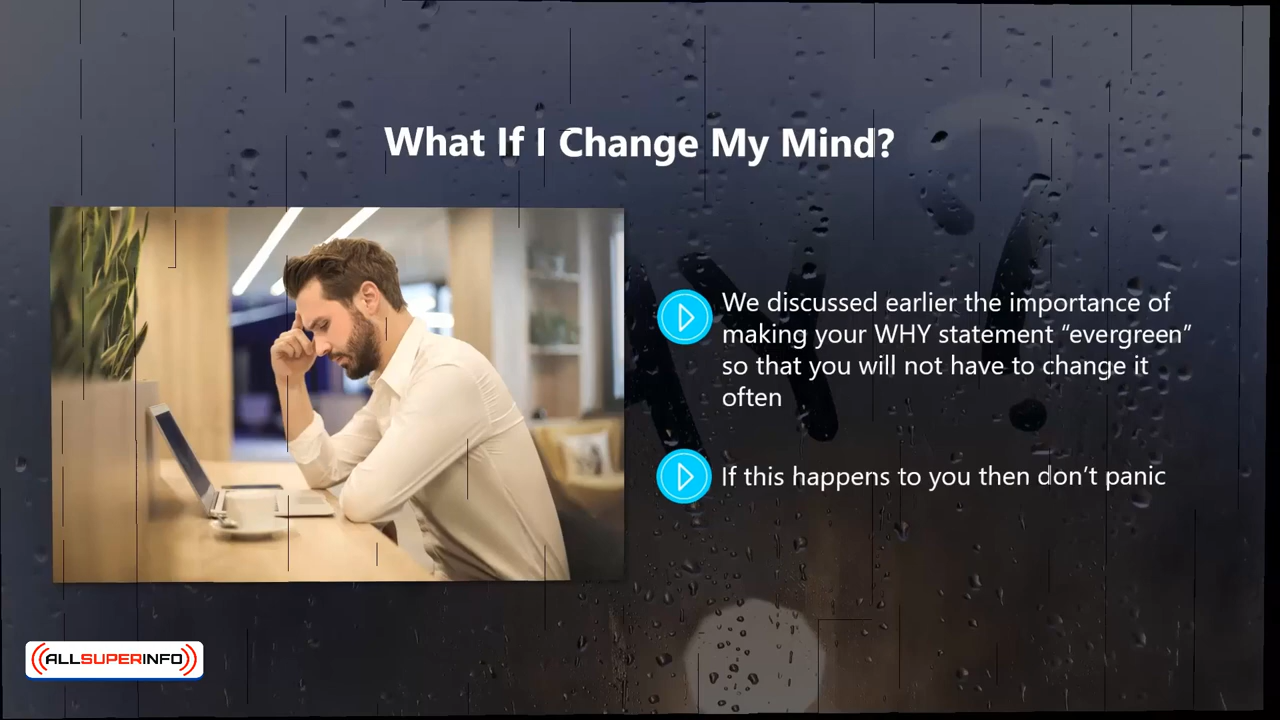 What If I Change My Mind?
We discussed earlier the importance of
making your WHY statement “evergreen”
so that you will not have to change it
often
If this happens to you then don’t panic
ALLSUPERINFO